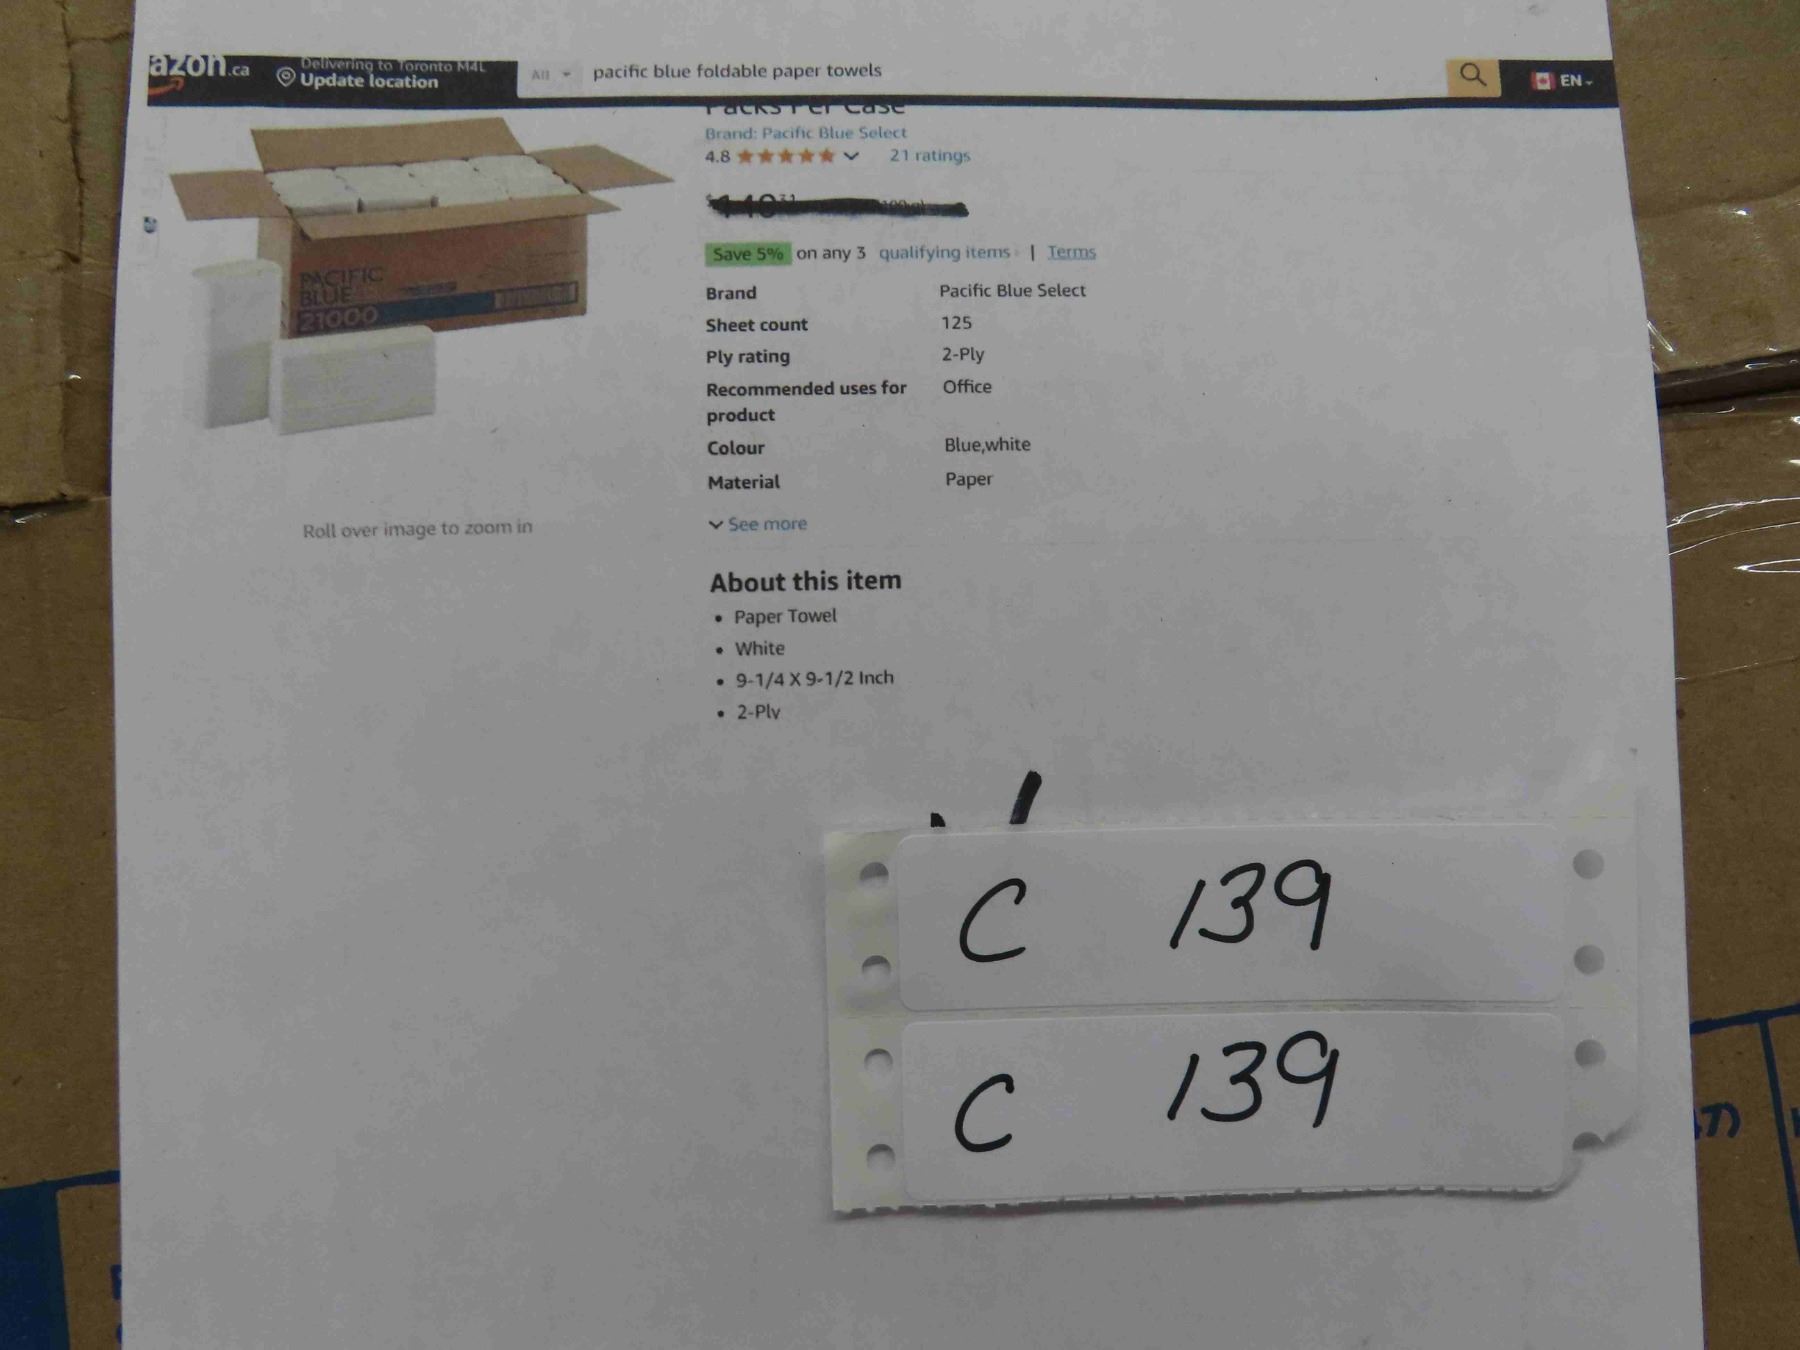 azon.ca
Delivering to Toronto M4L
Update location
All
pacific blue foldable paper towels
EN
Packs Per Case
Brand: Pacific Blue Select
4.8
21 ratings
Save 5% on any 3 qualifying items | Terms
Brand Pacific Blue Select
Sheet count 125
Ply rating 2-Ply
Recommended uses for product Office
Colour Blue,white
Material Paper
See more
PACIFIC
BLUE
21000
Roll over image to zoom in
About this item
• Paper Towel
• White
• 9-1/4 X 9-1/2 Inch
• 2-Ply
C 139
C 139